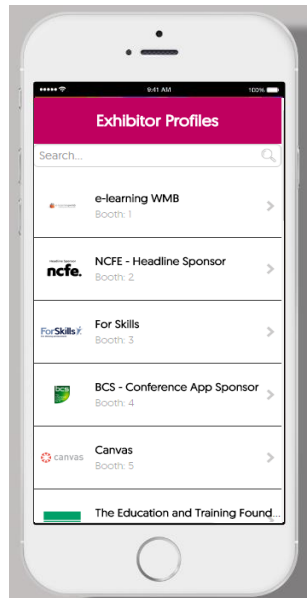 9:41 AM
100%
Exhibitor Profiles
Search...
e-learning WMB
Booth: 1
Headline Sponsor
ncfe.
NCFE - Headline Sponsor
Booth: 2
ForSkills
For Skills
Booth: 3
bcs
BCS - Conference App Sponsor
Booth: 4
canvas
Canvas
Booth: 5
The Education and Training Found...